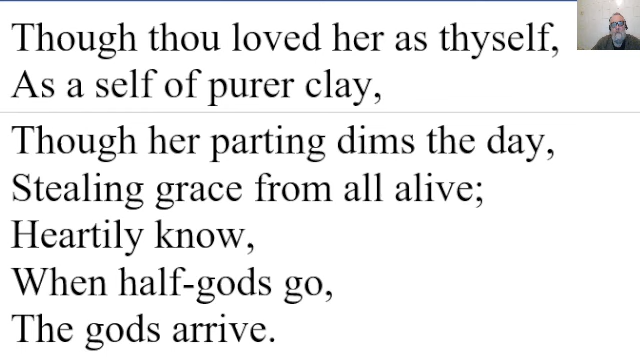 Though thou loved her as thyself,
As a self of purer clay,
Though her parting dims the day,
Stealing grace from all alive;
Heartily know,
When half-gods go,
The gods arrive.